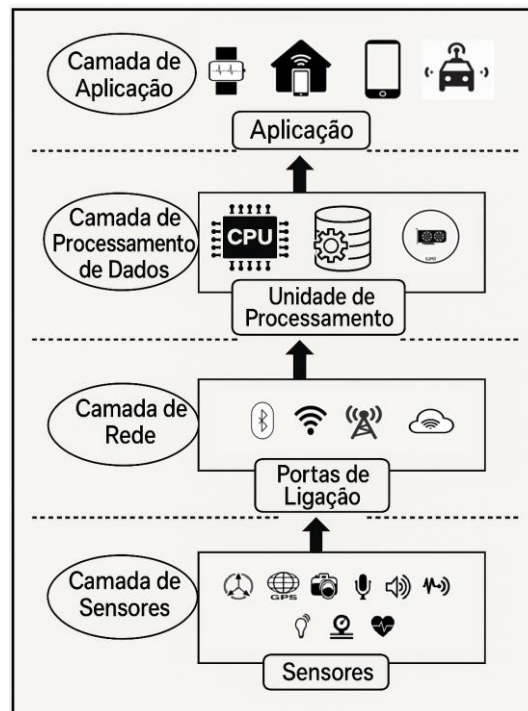 Camada de
Aplicação
Aplicação
Camada de
Processamento
de Dados
CPU
GPU
Unidade de
Processamento
Camada de
Rede
Portas de
Ligação
Camada de
Sensores
GPS
Sensores